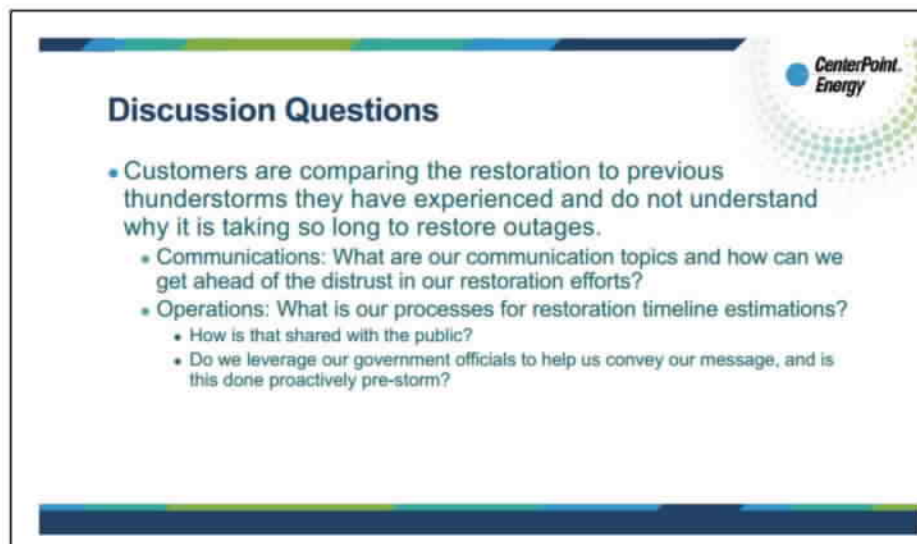 CenterPoint.
Energy
Discussion Questions
• Customers are comparing the restoration to previous
thunderstorms they have experienced and do not understand
why it is taking so long to restore outages.
• Communications: What are our communication topics and how can we
get ahead of the distrust in our restoration efforts?
• Operations: What is our processes for restoration timeline estimations?
• How is that shared with the public?
• Do we leverage our government officials to help us convey our message, and is
this done proactively pre-storm?